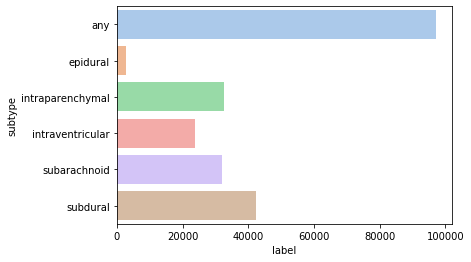 any
epidural
intraparenchymal
intraventricular
subarachnoid
subdural
subtype
0 20000 40000 60000 80000 100000
label